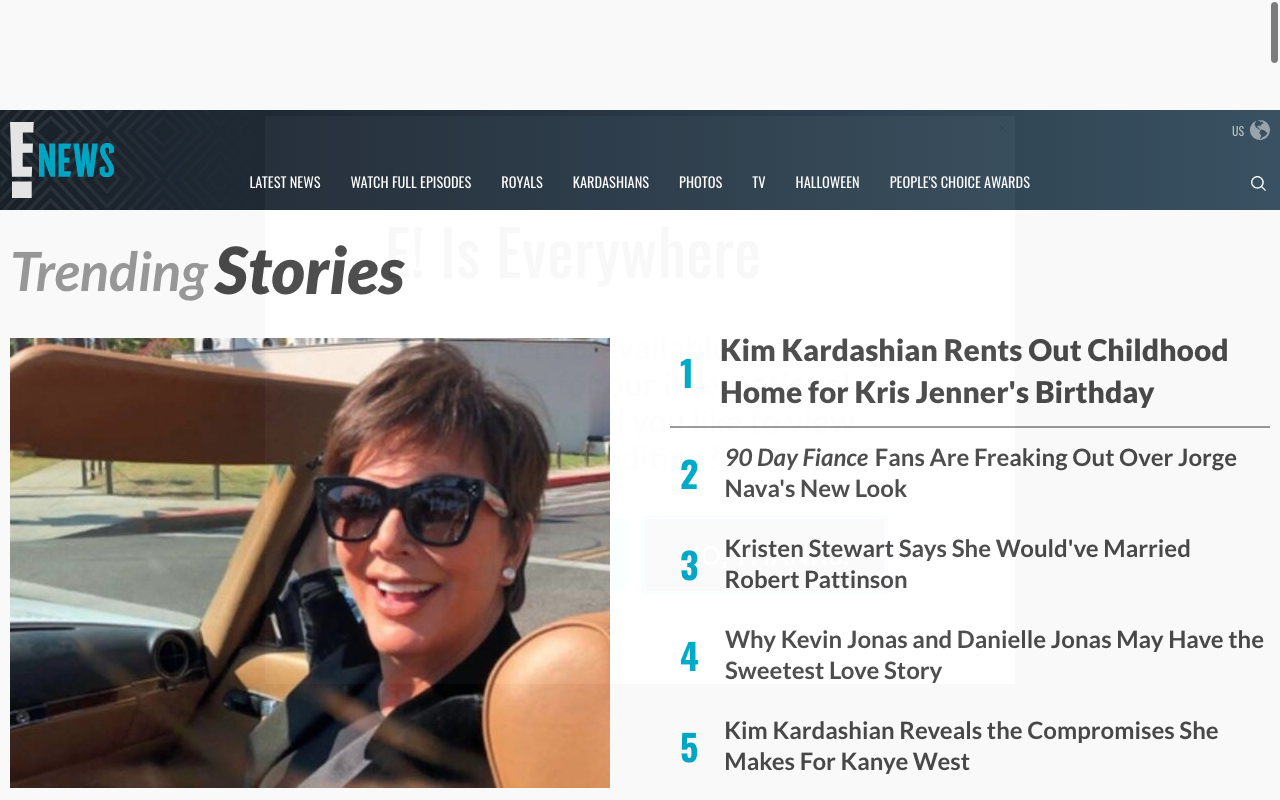 E!
NEWS
US
LATEST NEWS WATCH FULL EPISODES ROYALS KARDASHIANS PHOTOS TV HALLOWEEN PEOPLE'S CHOICE AWARDS
E! Is Everywhere
Trending Stories
1
Kim Kardashian Rents Out Childhood
Home for Kris Jenner's Birthday
2
90 Day Fiance Fans Are Freaking Out Over Jorge
Nava's New Look
3
Kristen Stewart Says She Would've Married
Robert Pattinson
4
Why Kevin Jonas and Danielle Jonas May Have the
Sweetest Love Story
5
Kim Kardashian Reveals the Compromises She
Makes For Kanye West